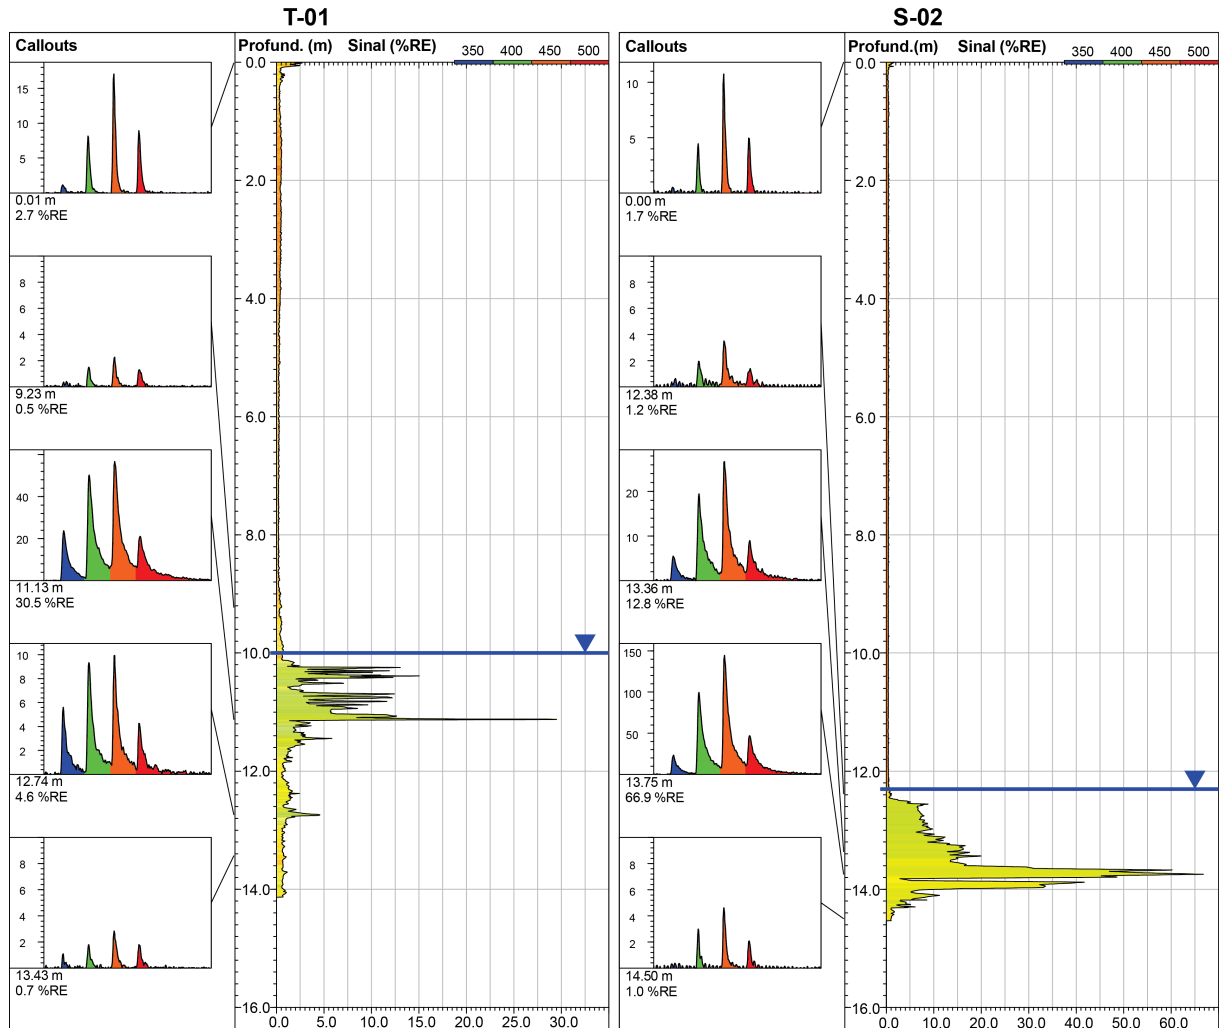 T-01
Callouts
Profund. (m) Sinal (%RE) 350 400 450 500
15
10
5
0.01 m
2.7 %RE
8
6
4
2
9.23 m
0.5 %RE
40
20
11.13 m
30.5 %RE
10
8
6
4
2
12.74 m
4.6 %RE
8
6
4
2
13.43 m
0.7 %RE
0.0
2.0
4.0
6.0
8.0
10.0
12.0
14.0
16.0
0.0 5.0 10.0 15.0 20.0 25.0 30.0
S-02
Callouts
Profund.(m) Sinal (%RE) 350 400 450 500
10
5
0.00 m
1.7 %RE
8
6
4
2
12.38 m
1.2 %RE
20
10
13.36 m
12.8 %RE
150
100
50
13.75 m
66.9 %RE
8
6
4
2
14.50 m
1.0 %RE
0.0
2.0
4.0
6.0
8.0
10.0
12.0
14.0
16.0
0.0 10.0 20.0 30.0 40.0 50.0 60.0